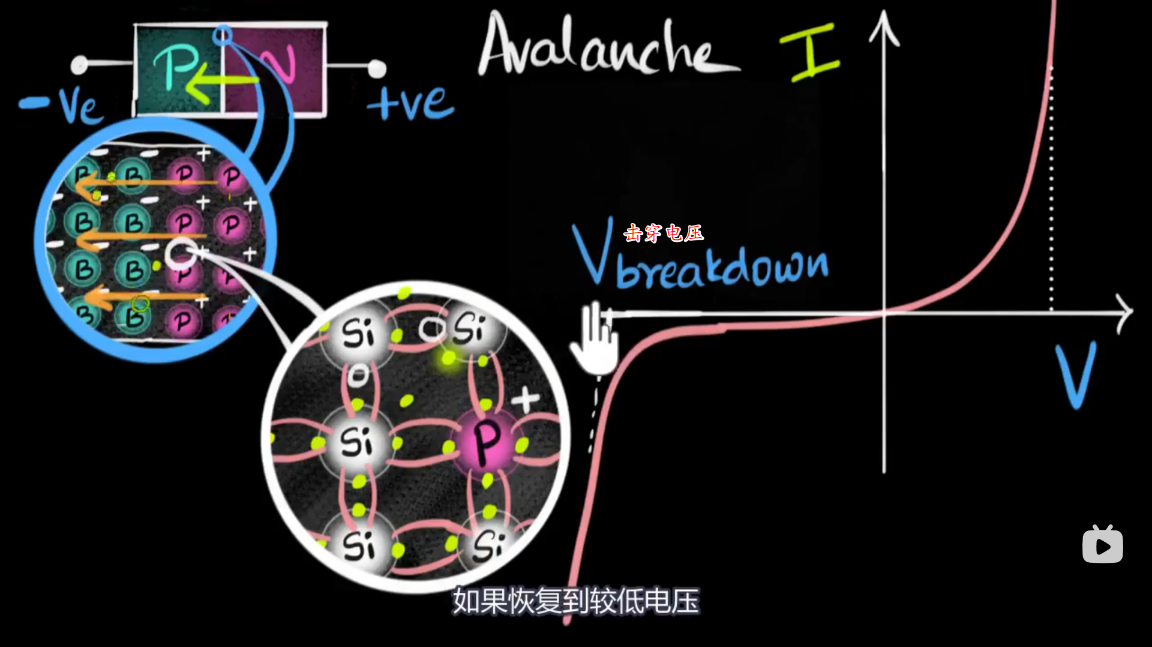 Avalanche
I
P N
-ve +ve
B B P P
B B P P
B B P P
B B P P
V 击穿电压
breakdown
V
Si Si
Si P +
Si Si
如果恢复到较低电压